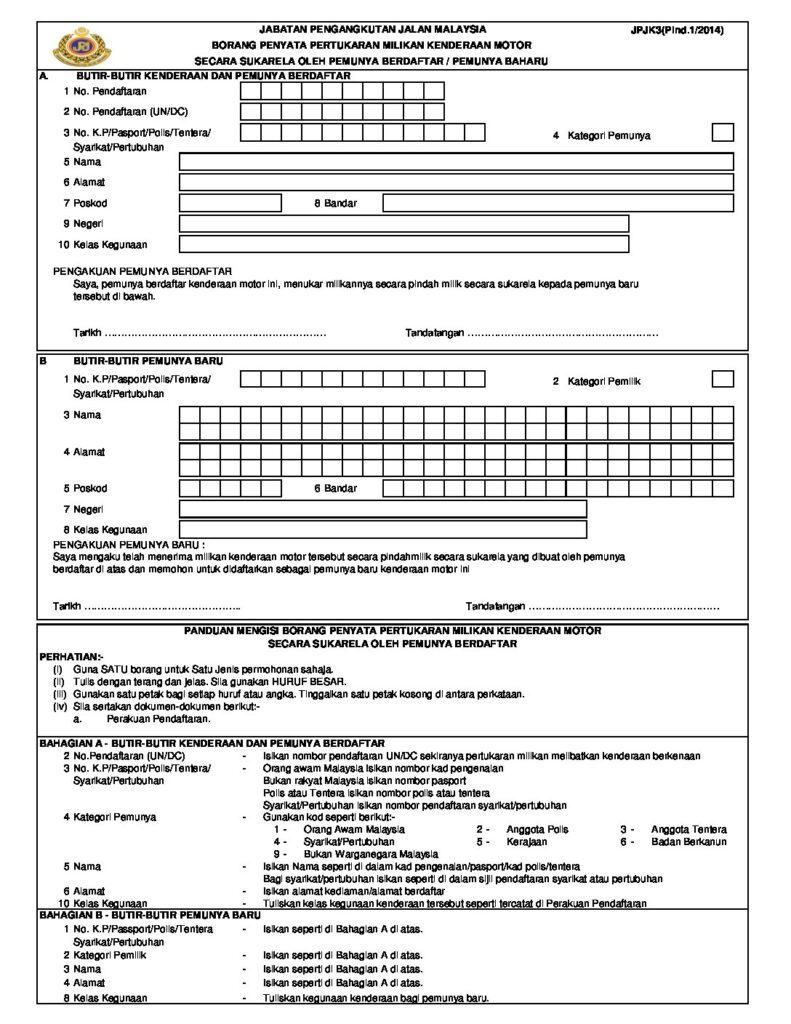 JABATAN PENGANGKUTAN JALAN MALAYSIA JPJK3(Pind.1/2014)
BORANG PENYATA PERTUKARAN MILIKAN KENDERAAN MOTOR
SECARA SUKARELA OLEH PEMUNYA BERDAFTAR / PEMUNYA BAHARU
A. BUTIR-BUTIR KENDERAAN DAN PEMUNYA BERDAFTAR
1 No. Pendaftaran
2 No. Pendaftaran (UN/DC)
3 No. K.P/Pasport/Polis/Tentera/ 4 Kategori Pemunya
Syarikat/Pertubuhan
5 Nama
6 Alamat
7 Poskod 8 Bandar
9 Negeri
10 Kelas Kegunaan
PENGAKUAN PEMUNYA BERDAFTAR
Saya, pemunya berdaftar kenderaan motor ini, menukar milikannya secara pindah milik secara sukarela kepada pemunya baru
tersebut di bawah.
Tarikh ........................................................... Tandatangan ...................................................
B BUTIR-BUTIR PEMUNYA BARU
1 No. K.P/Pasport/Polis/Tentera/ 2 Kategori Pemilik
Syarikat/Pertubuhan
3 Nama
4 Alamat
5 Poskod 6 Bandar
7 Negeri
8 Kelas Kegunaan
PENGAKUAN PEMUNYA BARU :
Saya mengaku telah menerima milikan kenderaan motor tersebut secara pindahmilik secara sukarela yang dibuat oleh pemunya
berdaftar di atas dan memohon untuk didaftarkan sebagai pemunya baru kenderaan motor ini
Tarikh .......................................... Tandatangan ...................................................
PANDUAN MENGISI BORANG PENYATA PERTUKARAN MILIKAN KENDERAAN MOTOR
SECARA SUKARELA OLEH PEMUNYA BERDAFTAR
PERHATIAN:-
(i) Guna SATU borang untuk Satu Jenis permohonan sahaja.
(ii) Tulis dengan terang dan jelas. Sila gunakan HURUF BESAR.
(iii) Gunakan satu petak bagi setiap huruf atau angka. Tinggalkan satu petak kosong di antara perkataan.
(iv) Sila sertakan dokumen-dokumen berikut:-
a. Perakuan Pendaftaran.
BAHAGIAN A - BUTIR-BUTIR KENDERAAN DAN PEMUNYA BERDAFTAR
2 No.Pendaftaran (UN/DC) - Isikan nombor pendaftaran UN/DC sekiranya pertukaran milikan melibatkan kenderaan berkenaan
3 No. K.P/Pasport/Polis/Tentera/ - Orang awam Malaysia isikan nombor kad pengenalan
Syarikat/Pertubuhan Bukan rakyat Malaysia isikan nombor pasport
Polis atau Tentera isikan nombor polis atau tentera
Syarikat/Pertubuhan isikan nombor pendaftaran syarikat/pertubuhan
4 Kategori Pemunya - Gunakan kod seperti berikut:-
1 - Orang Awam Malaysia 2 - Anggota Polis 3 - Anggota Tentera
4 - Syarikat/Pertubuhan 5 - Kerajaan 6 - Badan Berkanun
9 - Bukan Warganegara Malaysia
5 Nama - Isikan Nama seperti di dalam kad pengenalan/pasport/kad polis/tentera
Bagi syarikat/pertubuhan isikan seperti di dalam sijil pendaftaran syarikat atau pertubuhan
6 Alamat - Isikan alamat kediaman/alamat berdaftar
10 Kelas Kegunaan - Tuliskan kelas kegunaan kenderaan tersebut seperti tercatat di Perakuan Pendaftaran
BAHAGIAN B - BUTIR-BUTIR PEMUNYA BARU
1 No. K.P/Passport/Polis/Tentera - Isikan seperti di Bahagian A di atas.
Syarikat/Pertubuhan
2 Kategori Pemilik - Isikan seperti di Bahagian A di atas.
3 Nama - Isikan seperti di Bahagian A di atas.
4 Alamat - Isikan seperti di Bahagian A di atas.
8 Kelas Kegunaan - Tuliskan kegunaan kenderaan bagi pemunya baru.